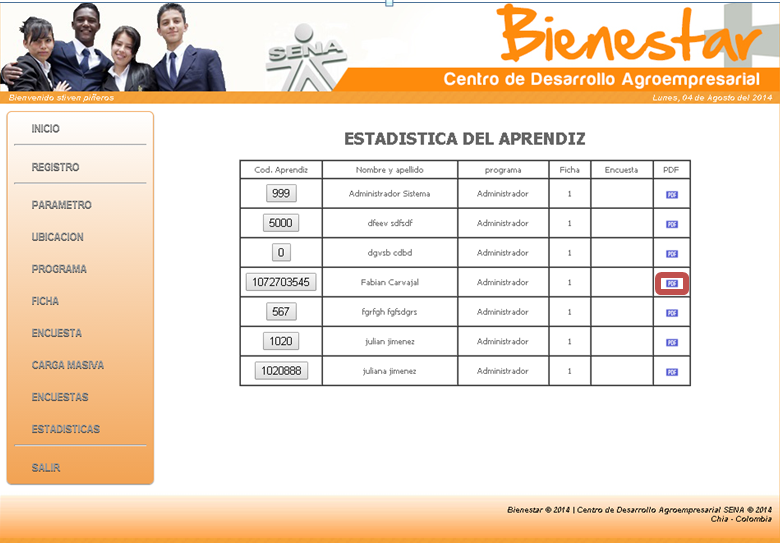 SENA
Bienestar
Centro de Desarrollo Agroempresarial
Bienvenido stiven piñeros
Lunes, 04 de Agosto del 2014
INICIO
REGISTRO
PARAMETRO
UBICACION
PROGRAMA
FICHA
ENCUESTA
CARGA MASIVA
ENCUESTAS
ESTADISTICAS
SALIR
ESTADISTICA DEL APRENDIZ
Cod. Aprendiz Nombre y apellido programa Ficha Encuesta PDF
999 Administrador Sistema Administrador 1 PDF
5000 dfeev sdfsdf Administrador 1 PDF
0 dgvsb cdbd Administrador 1 PDF
1072703545 Fabian Carvajal Administrador 1 PDF
567 fgrfgh fgfsdgrs Administrador 1 PDF
1020 julian jimenez Administrador 1 PDF
1020888 juliana jimenez Administrador 1 PDF
Bienestar © 2014 | Centro de Desarrollo Agroempresarial SENA © 2014
Chia - Colombia